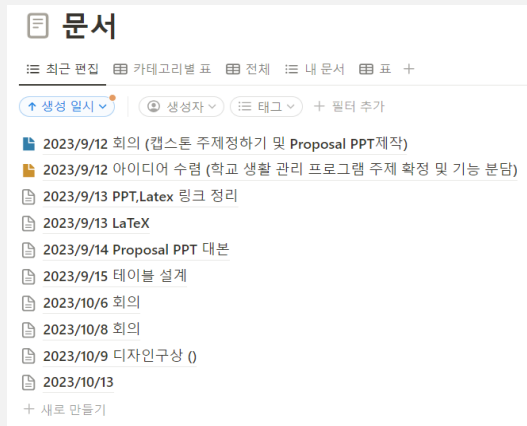 문서
최근 편집 카테고리별 표 전체 내 문서 표 +
↑ 생성 일시 생성자 태그 + 필터 추가
2023/9/12 회의 (캡스톤 주제정하기 및 Proposal PPT제작)
2023/9/12 아이디어 수렴 (학교 생활 관리 프로그램 주제 확정 및 기능 분담)
2023/9/13 PPT,Latex 링크 정리
2023/9/13 LaTeX
2023/9/14 Proposal PPT 대본
2023/9/15 테이블 설계
2023/10/6 회의
2023/10/8 회의
2023/10/9 디자인구상 ()
2023/10/13
+ 새로 만들기